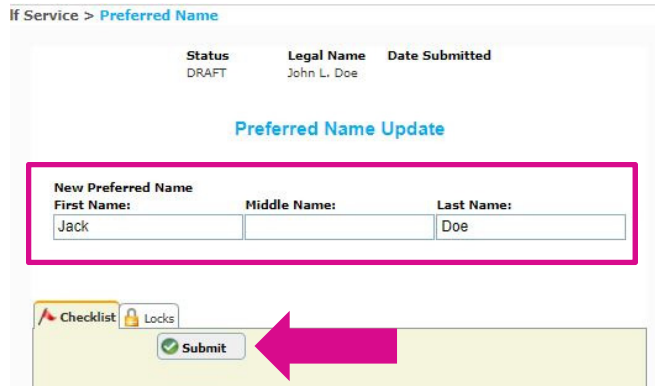 lf Service > Preferred Name
Status Legal Name Date Submitted
DRAFT John L. Doe
Preferred Name Update
New Preferred Name
First Name: Middle Name: Last Name:
Jack Doe
Checklist Locks
Submit